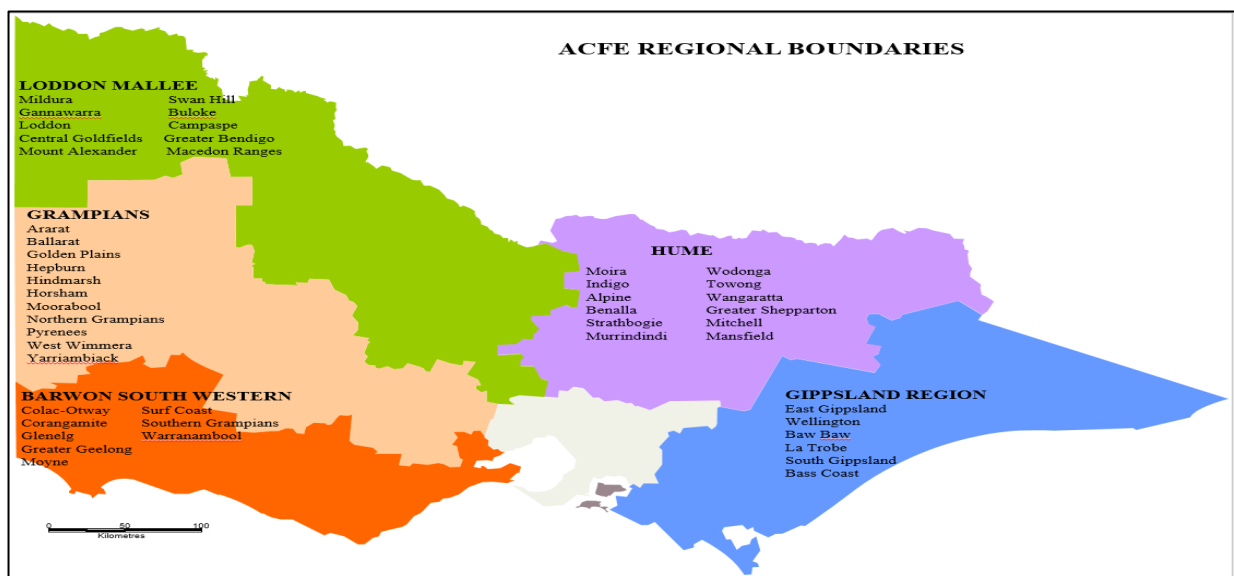 ACFE REGIONAL BOUNDARIES
LODDON MALLEE
Mildura Swan Hill
Gannawarra Buloke
Loddon Campaspe
Central Goldfields Greater Bendigo
Mount Alexander Macedon Ranges
GRAMPIANS
Ararat
Ballarat
Golden Plains
Hepburn
Hindmarsh
Horsham
Moorabool
Northern Grampians
Pyrenees
West Wimmera
Yarriambiack
HUME
Moira Wodonga
Indigo Towong
Alpine Wangaratta
Benalla Greater Shepparton
Strathbogie Mitchell
Murrindindi Mansfield
BARWON SOUTH WESTERN
Colac-Otway Surf Coast
Corangamite Southern Grampians
Glenelg Warranambool
Greater Geelong
Moyne
GIPPSLAND REGION
East Gippsland
Wellington
Baw Baw
La Trobe
South Gippsland
Bass Coast
0 50 100
Kilometres